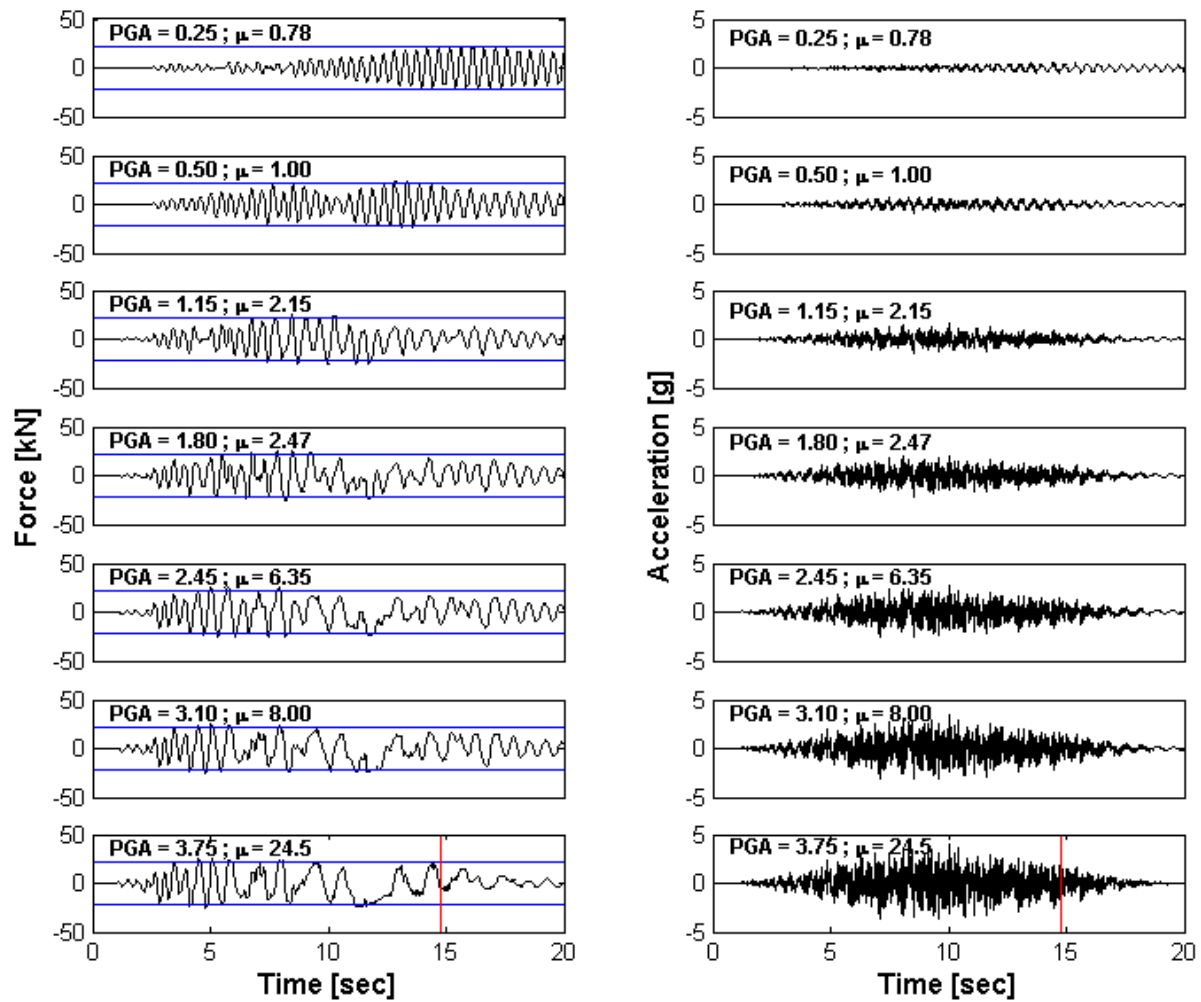 50
0
-50
PGA = 0.25 ; μ = 0.78
5
0
-5
PGA = 0.25 ; μ = 0.78
50
0
-50
PGA = 0.50 ; μ = 1.00
5
0
-5
PGA = 0.50 ; μ = 1.00
50
0
-50
PGA = 1.15 ; μ = 2.15
5
0
-5
PGA = 1.15 ; μ = 2.15
Force [kN]
50
0
-50
PGA = 1.80 ; μ = 2.47
Acceleration [g]
5
0
-5
PGA = 1.80 ; μ = 2.47
50
0
-50
PGA = 2.45 ; μ = 6.35
5
0
-5
PGA = 2.45 ; μ = 6.35
50
0
-50
PGA = 3.10 ; μ = 8.00
5
0
-5
PGA = 3.10 ; μ = 8.00
50
0
-50
PGA = 3.75 ; μ = 24.5
5
0
-5
PGA = 3.75 ; μ = 24.5
0 5 10 15 20
0 5 10 15 20
Time [sec]
Time [sec]